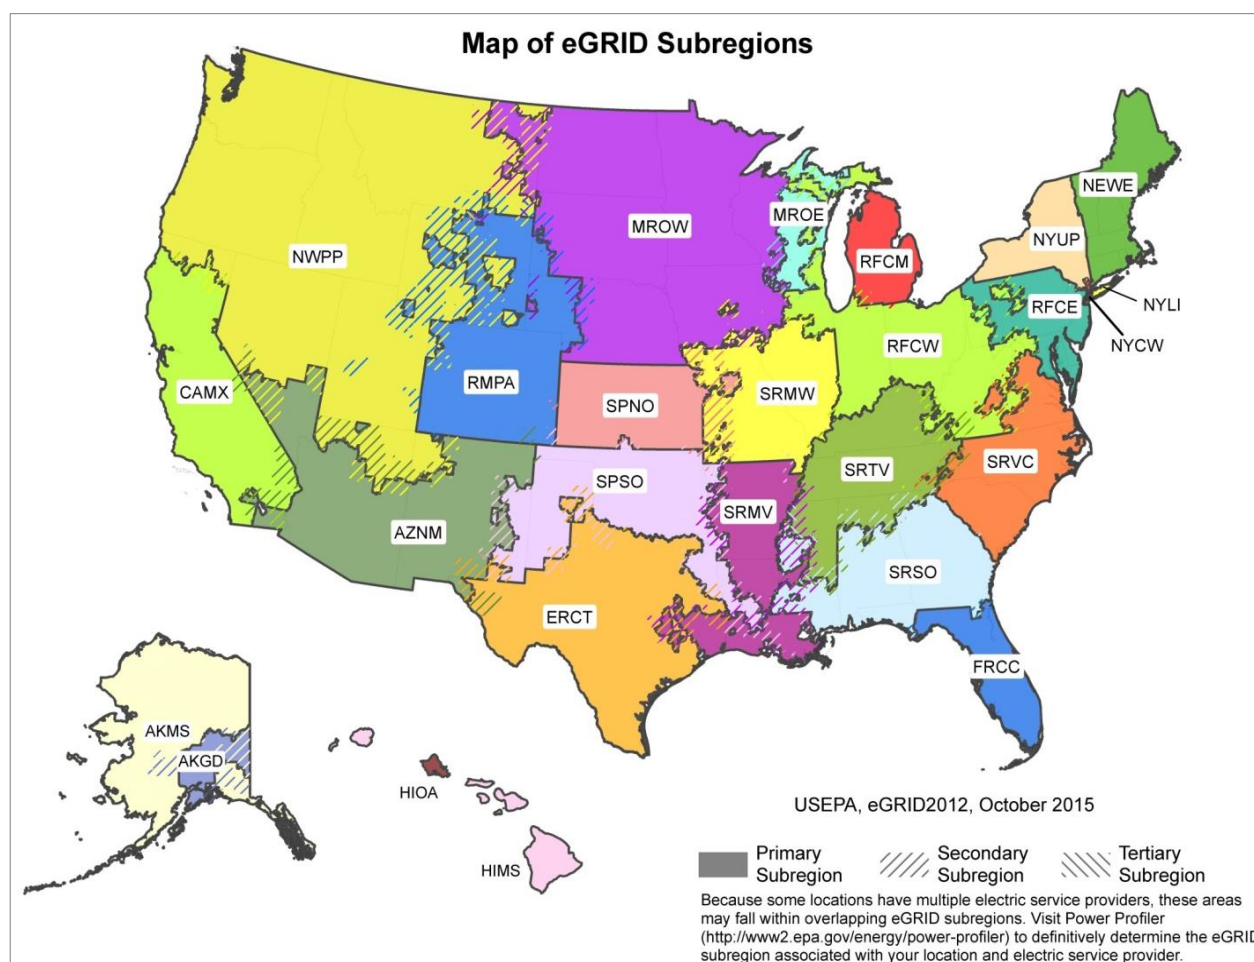 Map of eGRID Subregions
NEWE
MROE
NYUP
MROW
NWPP
RFCM
NYLI
RFCE
NYCW
RFCW
CAMX
RMPA
SRMW
SPNO
SRTV
SRVC
SPSO
SRMV
AZNM
SRSO
ERCT
FRCC
AKMS
AKGD
HIOA
HIMS
USEPA, eGRID2012, October 2015
Primary
Subregion
Secondary
Subregion
Tertiary
Subregion
Because some locations have multiple electric service providers, these areas
may fall within overlapping eGRID subregions. Visit Power Profiler
(http://www2.epa.gov/energy/power-profiler) to definitively determine the eGRID
subregion associated with your location and electric service provider.